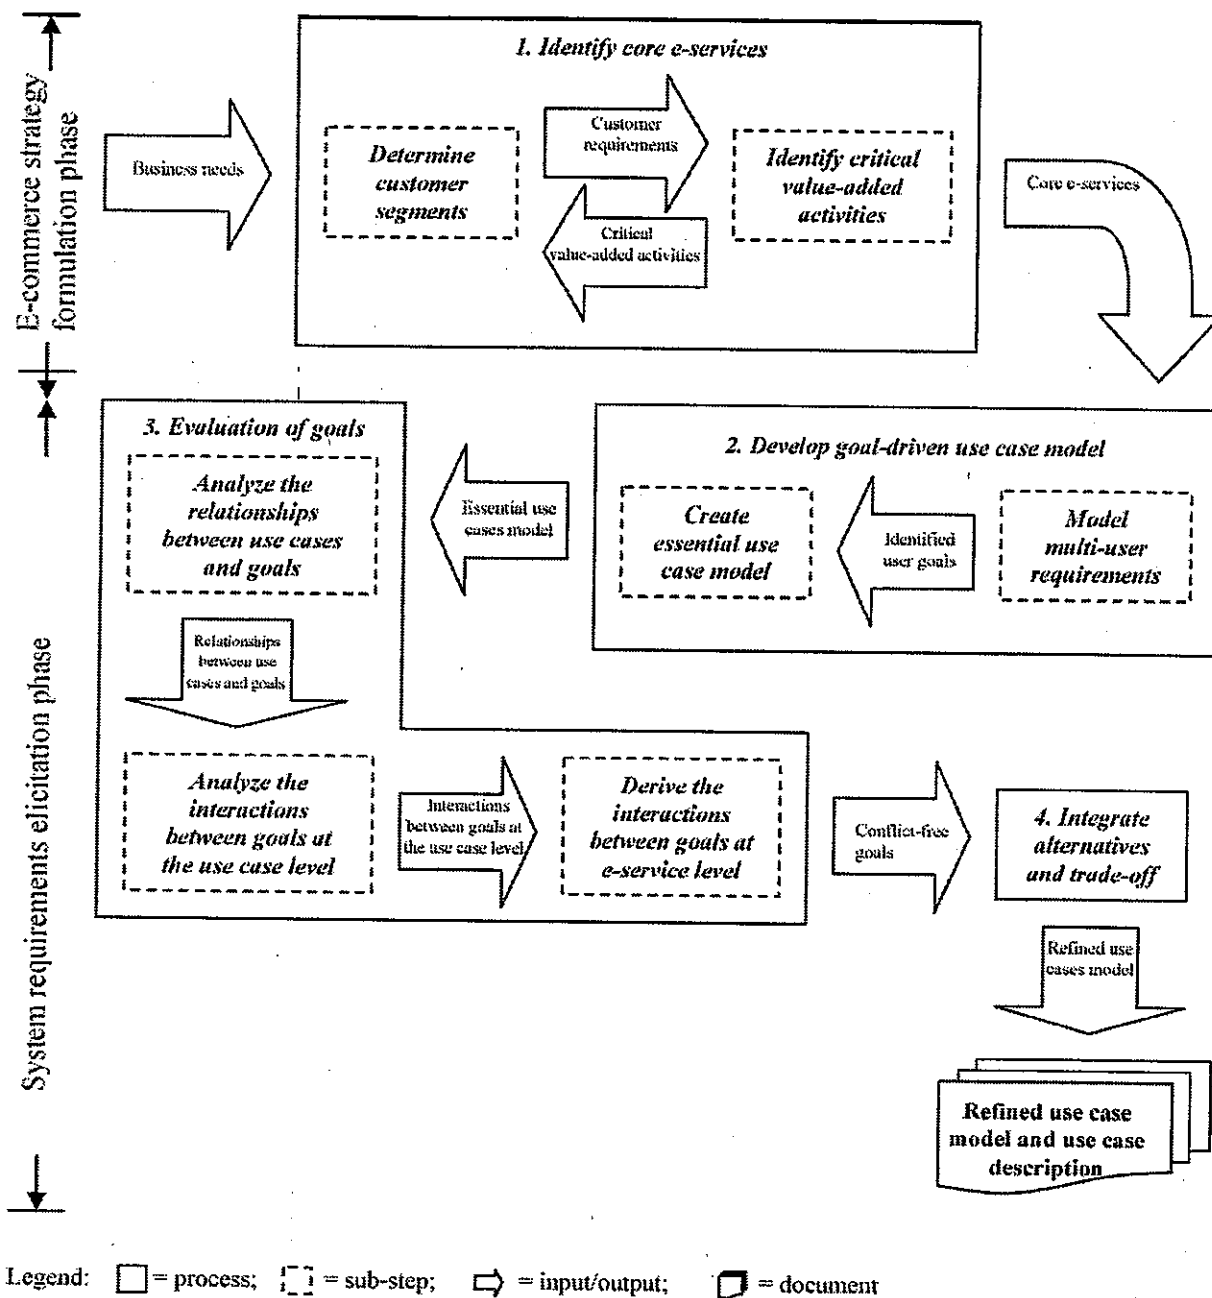 E-commerce strategy
formulation phase
1. Identify core e-services
Business needs
Determine
customer
segments
Customer
requirements
Critical
value-added activities
Identify critical
value-added
activities
Core e-services
System requirements elicitation phase
2. Develop goal-driven use case model
Model
multi-user
requirements
Identified
user goals
Create
essential use
case model
Essential use
cases model
3. Evaluation of goals
Analyze the
relationships
between use cases
and goals
Relationships
between use
cases and goals
Analyze the
interactions
between goals at
the use case level
Interactions
between goals at
the use case level
Derive the
interactions
between goals at
e-service level
Conflict-free
goals
4. Integrate
alternatives
and trade-off
Refined use
cases model
Refined use case
model and use case
description
Legend: = process; = sub-step; = input/output; = document